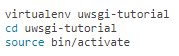 virtualenv uwsgi-tutorial
cd uwsgi-tutorial
source bin/activate